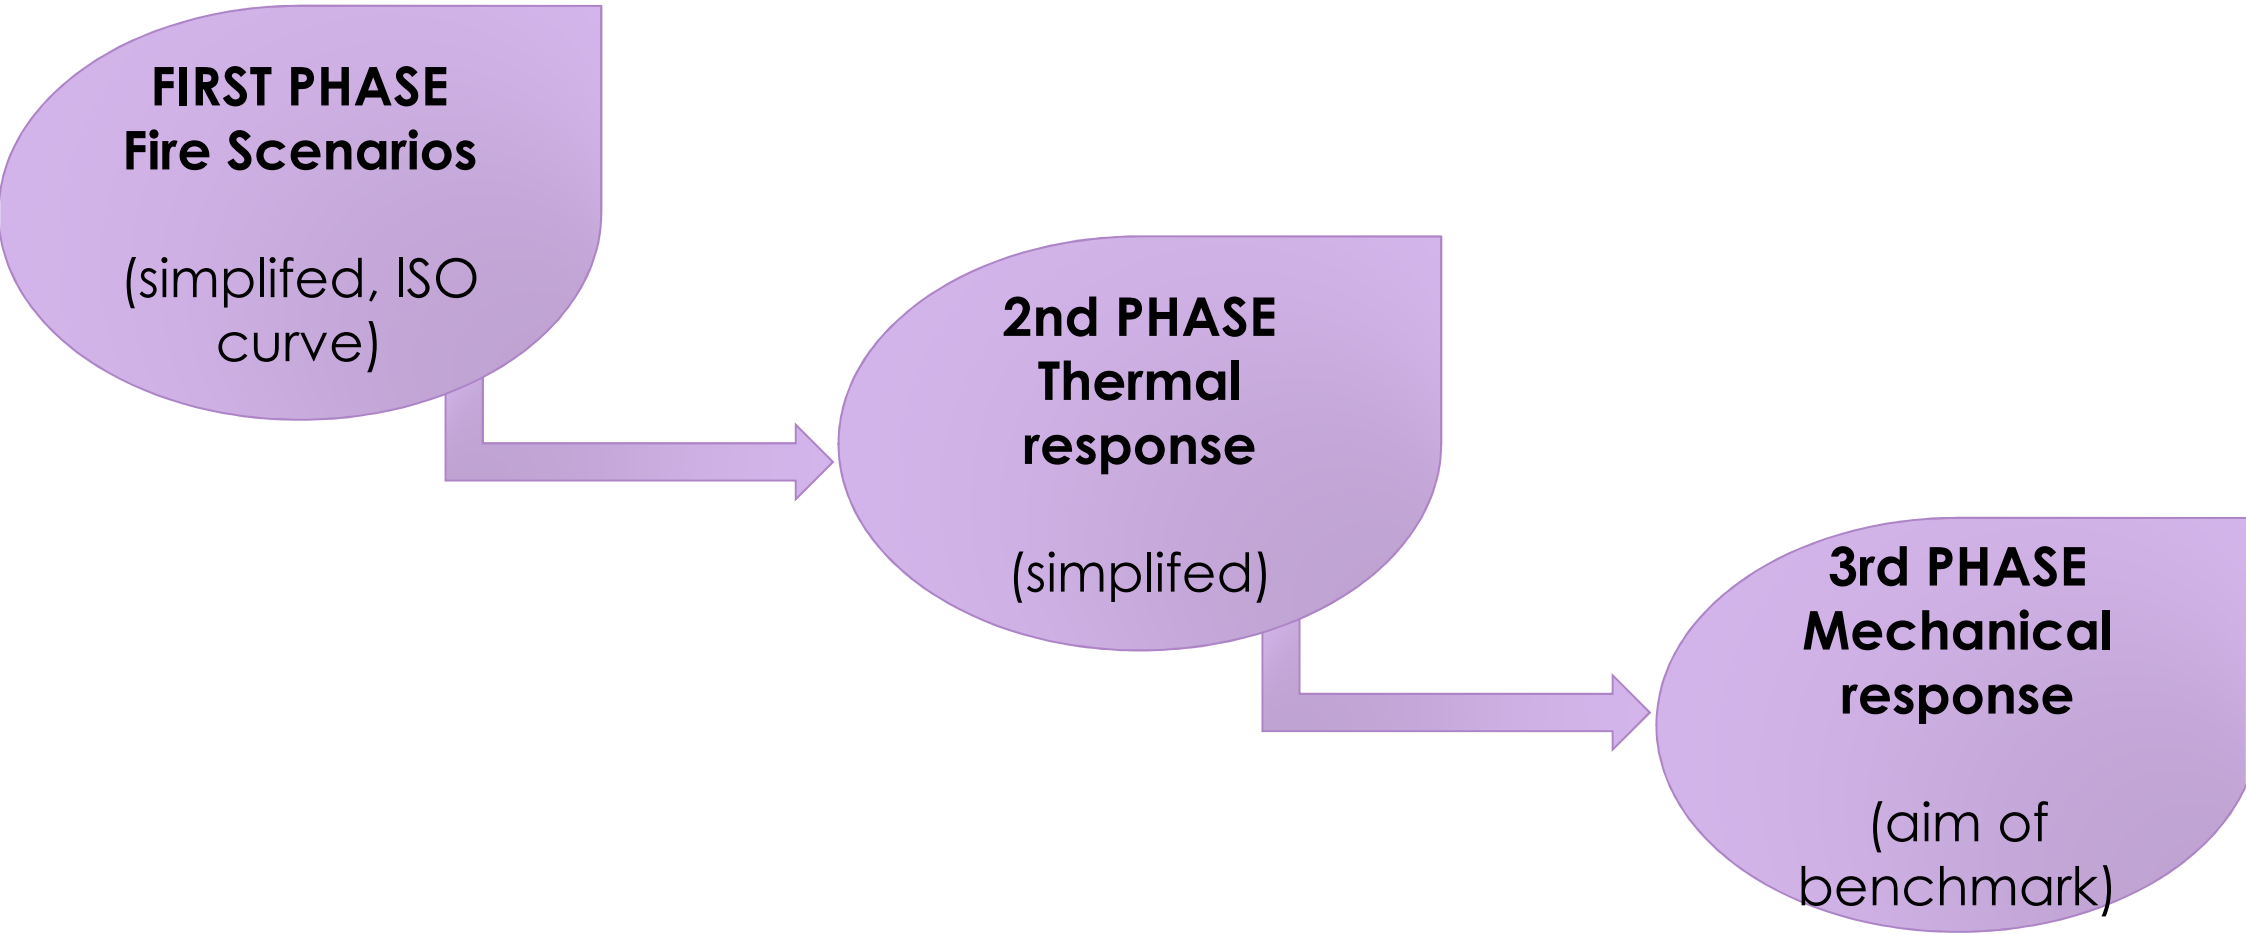 FIRST PHASE
Fire Scenarios
(simplifed, ISO
curve)
2nd PHASE
Thermal
response
(simplifed)
3rd PHASE
Mechanical
response
(aim of
benchmark)